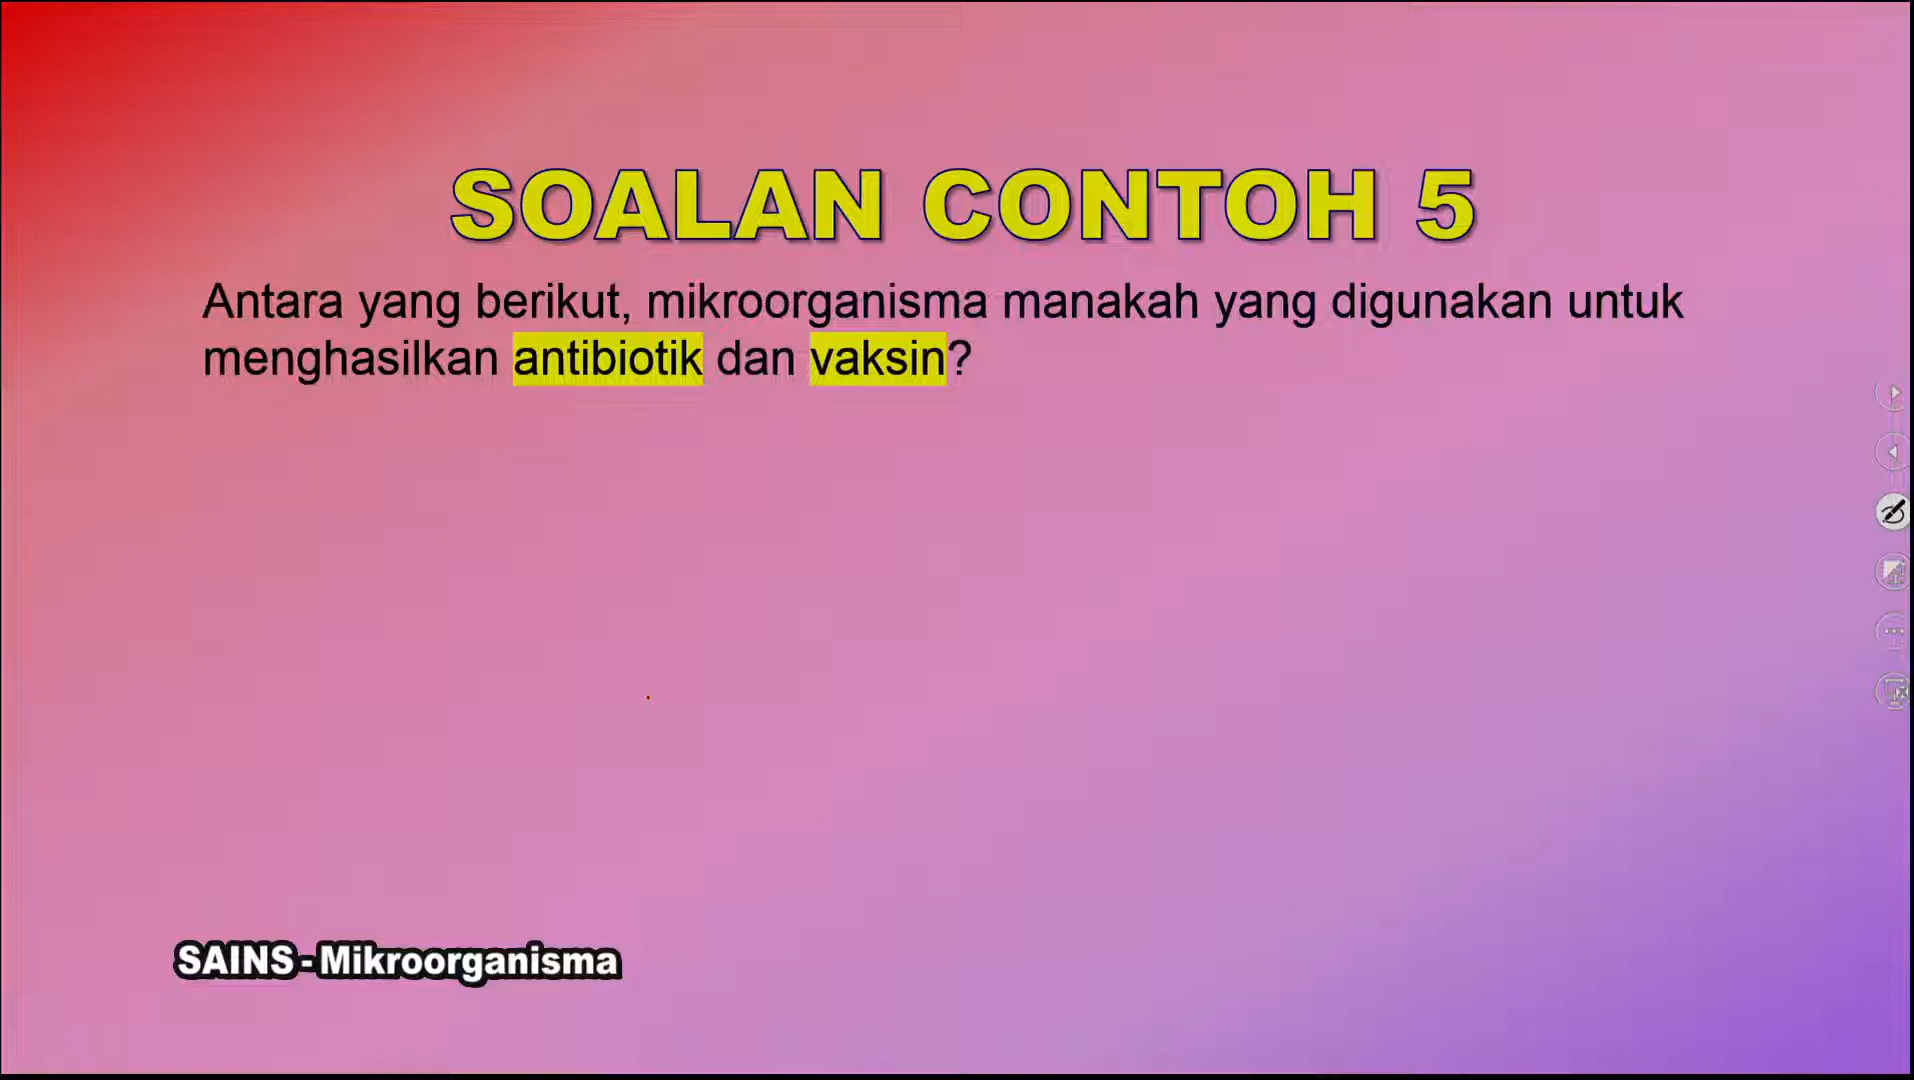 SOALAN CONTOH 5
Antara yang berikut, mikroorganisma manakah yang digunakan untuk
menghasilkan antibiotik dan vaksin?
SAINS - Mikroorganisma